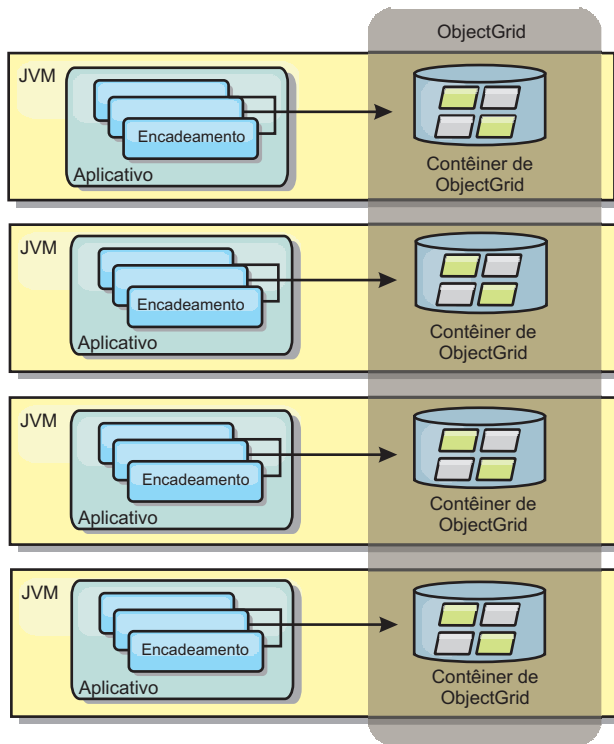 ObjectGrid
JVM
Encadeamento
Aplicativo
Contêiner de
ObjectGrid
JVM
Encadeamento
Aplicativo
Contêiner de
ObjectGrid
JVM
Encadeamento
Aplicativo
Contêiner de
ObjectGrid
JVM
Encadeamento
Aplicativo
Contêiner de
ObjectGrid